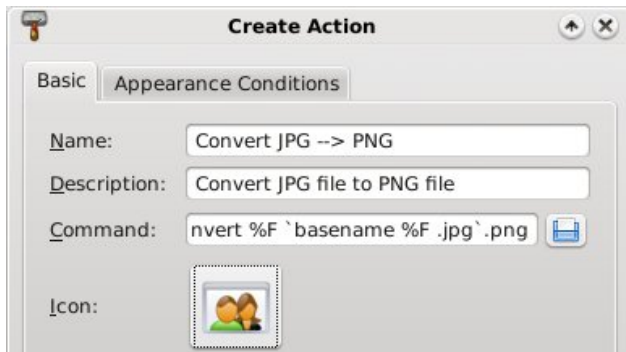 Create Action
Basic Appearance Conditions
Name: Convert JPG --> PNG
Description: Convert JPG file to PNG file
Command: nvert %F `basename %F .jpg`.png
Icon: